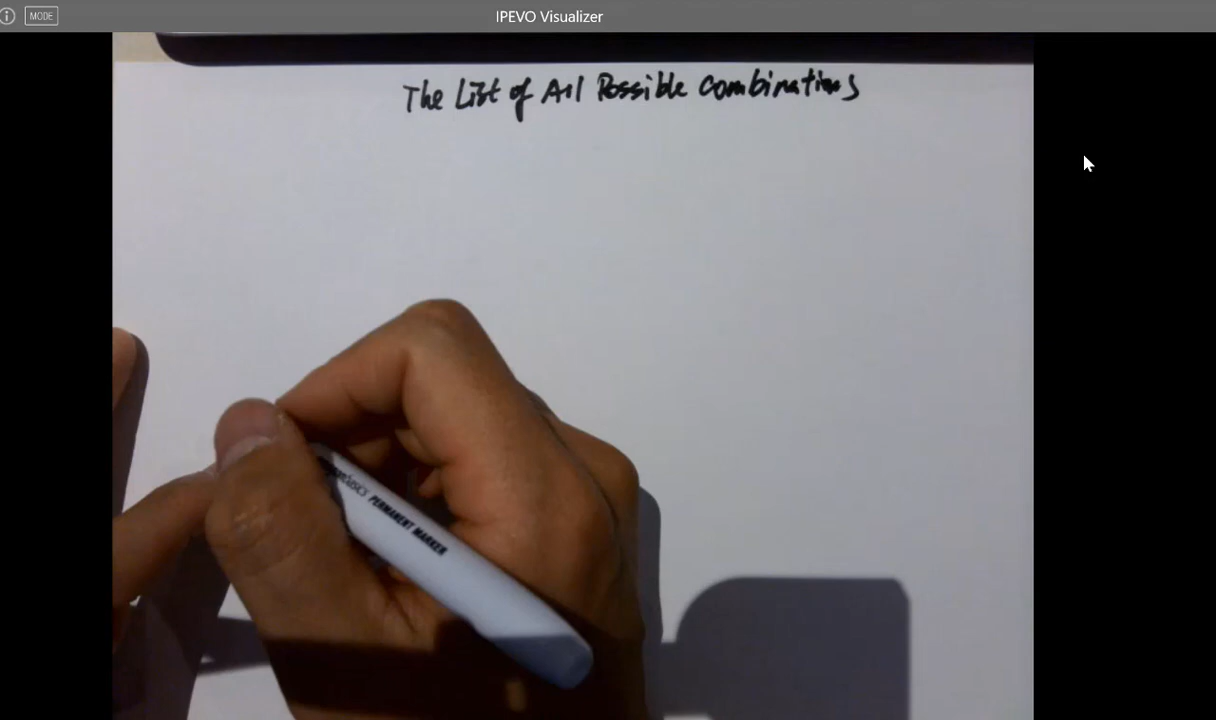 MODE
IPEVO Visualizer
The List of All Possible Combinations
PERMANENT MARKER